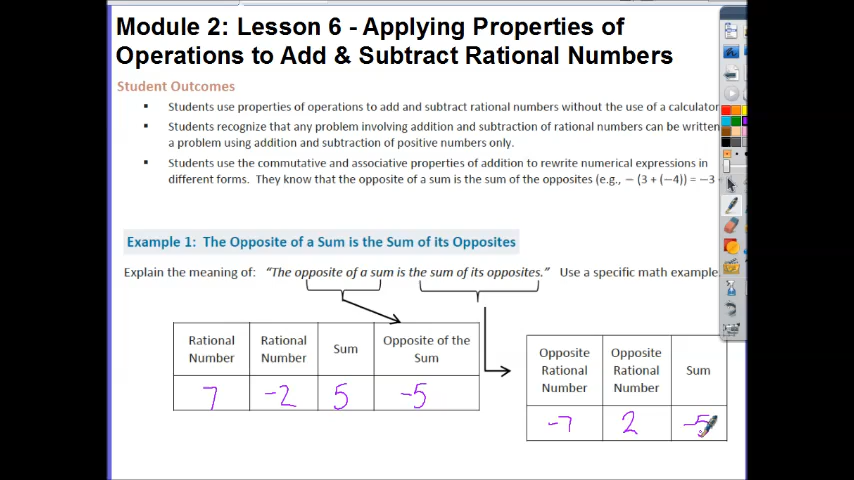 Module 2: Lesson 6 - Applying Properties of
Operations to Add & Subtract Rational Numbers
Student Outcomes
▪ Students use properties of operations to add and subtract rational numbers without the use of a calculator
▪ Students recognize that any problem involving addition and subtraction of rational numbers can be written
a problem using addition and subtraction of positive numbers only.
▪ Students use the commutative and associative properties of addition to rewrite numerical expressions in
different forms. They know that the opposite of a sum is the sum of the opposites (e.g., − (3 + (−4)) = −3
Example 1: The Opposite of a Sum is the Sum of its Opposites
Explain the meaning of: “The opposite of a sum is the sum of its opposites.” Use a specific math example.
Rational Number
Rational Number
Sum
Opposite of the Sum
7 -2 5 -5
Opposite Rational Number
Opposite Rational Number
Sum
-7 2 -5